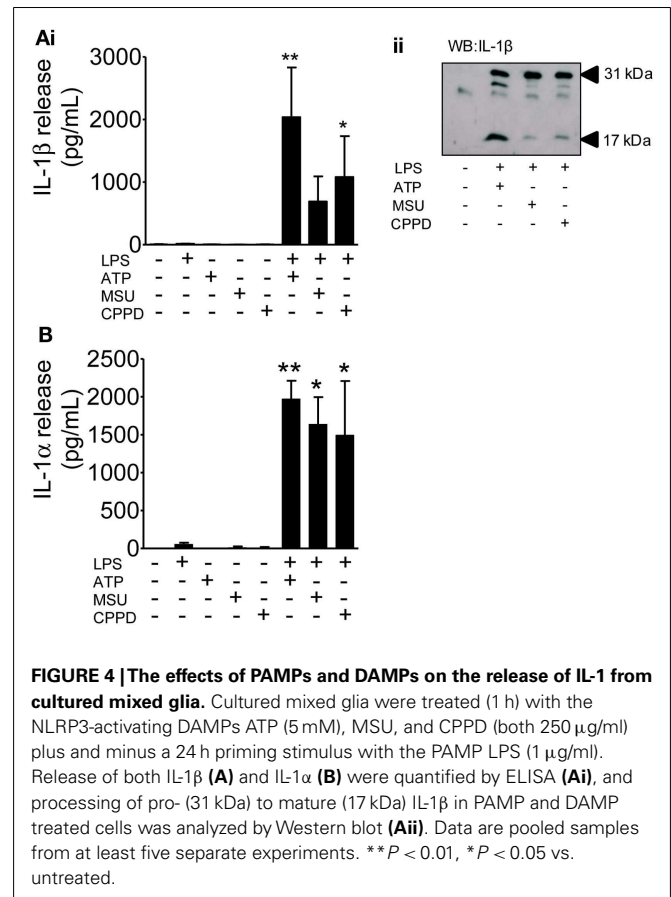 Ai
IL-1β release
(pg/mL)
3000
2000
1000
0
**
*
LPS - + - - - + + +
ATP - - + - - + - -
MSU - - - + - - + -
CPPD - - - - + - - +
ii WB:IL-1β
31 kDa
17 kDa
LPS - + + +
ATP - + - -
MSU - - + -
CPPD - - - +
B
IL-1α release
(pg/mL)
2500
2000
1500
1000
500
0
** * *
LPS - + - - - + + +
ATP - - + - - + - -
MSU - - - + - - + -
CPPD - - - - + - - +
FIGURE 4 | The effects of PAMPs and DAMPs on the release of IL-1 from
cultured mixed glia. Cultured mixed glia were treated (1 h) with the
NLRP3-activating DAMPs ATP (5 mM), MSU, and CPPD (both 250 μg/ml)
plus and minus a 24 h priming stimulus with the PAMP LPS (1 μg/ml).
Release of both IL-1β (A) and IL-1α (B) were quantified by ELISA (Ai), and
processing of pro- (31 kDa) to mature (17 kDa) IL-1β in PAMP and DAMP
treated cells was analyzed by Western blot (Aii). Data are pooled samples
from at least five separate experiments. **P < 0.01, *P < 0.05 vs.
untreated.